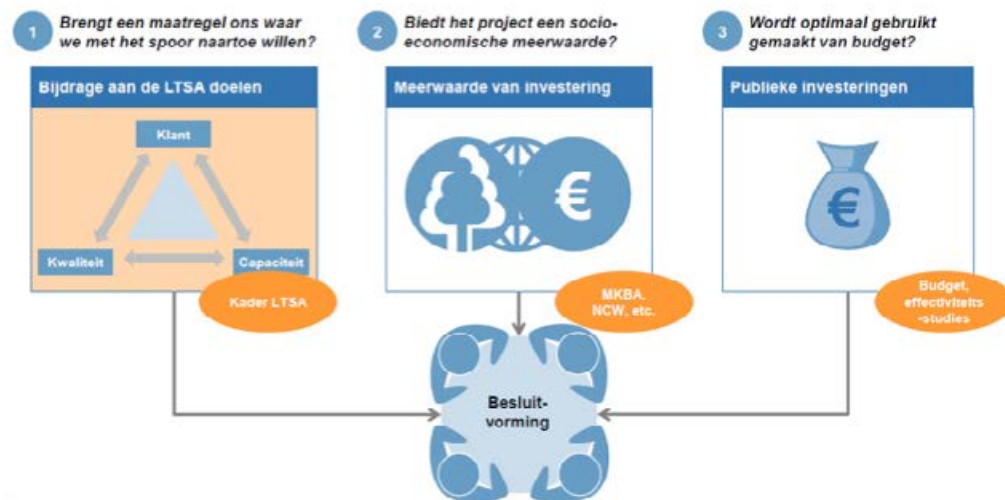 1 Brengt een maatregel ons waar
we met het spoor naartoe willen?
Bijdrage aan de LTSA doelen
Klant
Kwaliteit
Capaciteit
Kader LTSA
2 Biedt het project een socio-
economische meerwaarde?
Meerwaarde van investering
€
MKBA,
NCW, etc.
3 Wordt optimaal gebruikt
gemaakt van budget?
Publieke investeringen
€
Budget,
effectiviteits
-studies
Besluit-
vorming